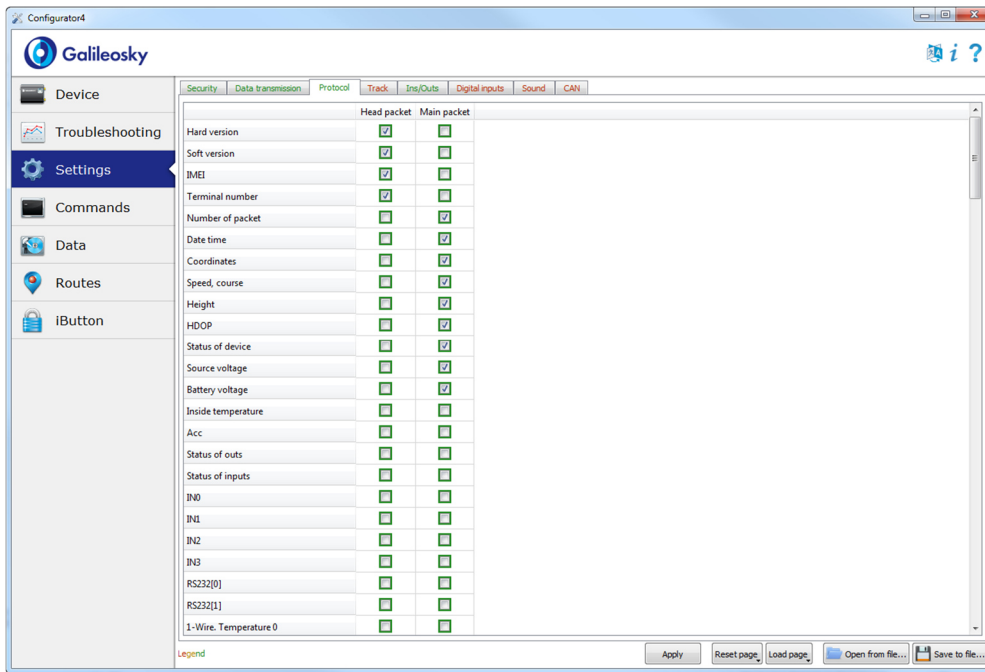 Configurator4
Galileosky
Device
Troubleshooting
Settings
Commands
Data
Routes
iButton
Security Data transmission Protocol Track Ins/Outs Digital inputs Sound CAN
Head packet Main packet
Hard version
Soft version
IMEI
Terminal number
Number of packet
Date time
Coordinates
Speed, course
Height
HDOP
Status of device
Source voltage
Battery voltage
Inside temperature
Acc
Status of outs
Status of inputs
IN0
IN1
IN2
IN3
RS232[0]
RS232[1]
1-Wire. Temperature 0
Legend
Apply Reset page Load page Open from file... Save to file...